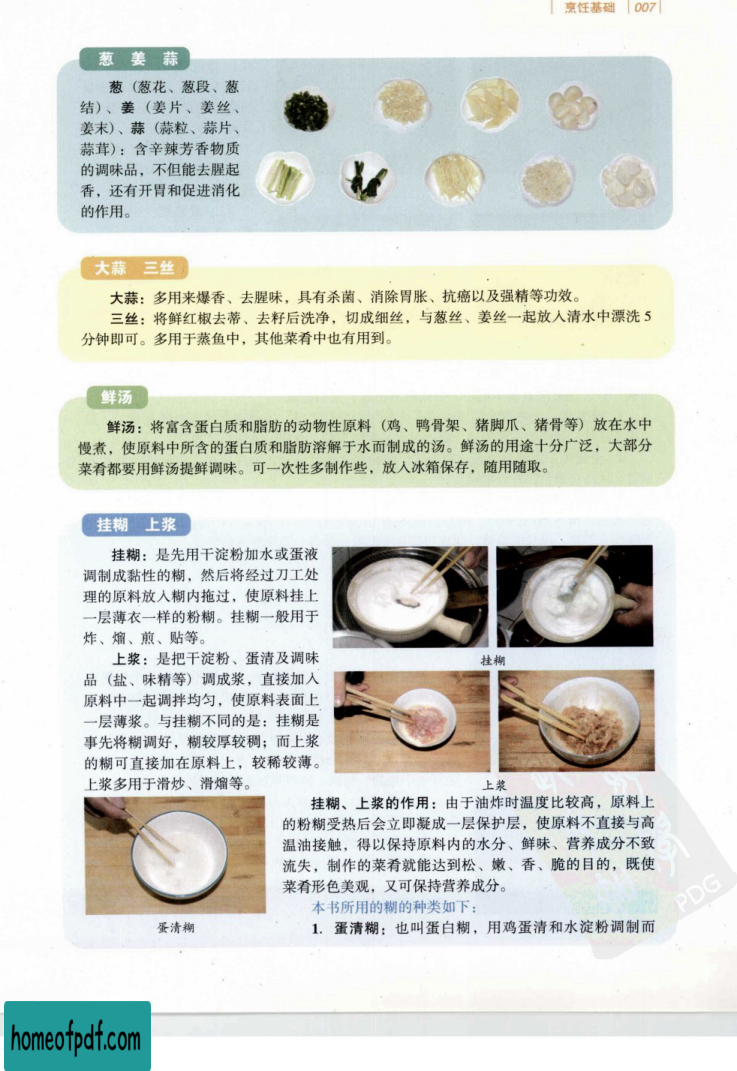 烹饪基础 007
葱 姜 蒜
葱（葱花、葱段、葱
结）、姜（姜片、姜丝、
姜末）、蒜（蒜粒、蒜片、
蒜茸）：含辛辣芳香物质
的调味品，不但能去腥起
香，还有开胃和促进消化
的作用。
大蒜 三丝
大蒜：多用来爆香、去腥味，具有杀菌、消除胃胀、抗癌以及强精等功效。
三丝：将鲜红椒去蒂、去籽后洗净，切成细丝，与葱丝、姜丝一起放入清水中漂洗 5
分钟即可。多用于蒸鱼中，其他菜肴中也有用到。
鲜汤
鲜汤：将富含蛋白质和脂肪的动物性原料（鸡、鸭骨架、猪脚爪、猪骨等）放在水中
慢煮，使原料中所含的蛋白质和脂肪溶解于水而制成的汤。鲜汤的用途十分广泛，大部分
菜肴都要用鲜汤提鲜调味。可一次性多制作些，放入冰箱保存，随用随取。
挂糊 上浆
挂糊：是先用干淀粉加水或蛋液
调制成黏性的糊，然后将经过刀工处
理的原料放入糊内拖过，使原料挂上
一层薄衣一样的粉糊。挂糊一般用于
炸、熘、煎、贴等。
上浆：是把干淀粉、蛋清及调味
品（盐、味精等）调成浆，直接加入
原料中一起调拌均匀，使原料表面上
一层薄浆。与挂糊不同的是：挂糊是
事先将糊调好，糊较厚较稠；而上浆
的糊可直接加在原料上，较稀较薄。
上浆多用于滑炒、滑熘等。
挂糊
上浆
挂糊、上浆的作用：由于油炸时温度比较高，原料上
的粉糊受热后会立即凝成一层保护层，使原料不直接与高
温油接触，得以保持原料内的水分、鲜味、营养成分不致
流失，制作的菜肴就能达到松、嫩、香、脆的目的，既使
菜肴形色美观，又可保持营养成分。
本书所用的糊的种类如下：
1. 蛋清糊：也叫蛋白糊，用鸡蛋清和水淀粉调制而
蛋清糊
PDG
homeofpdf.com